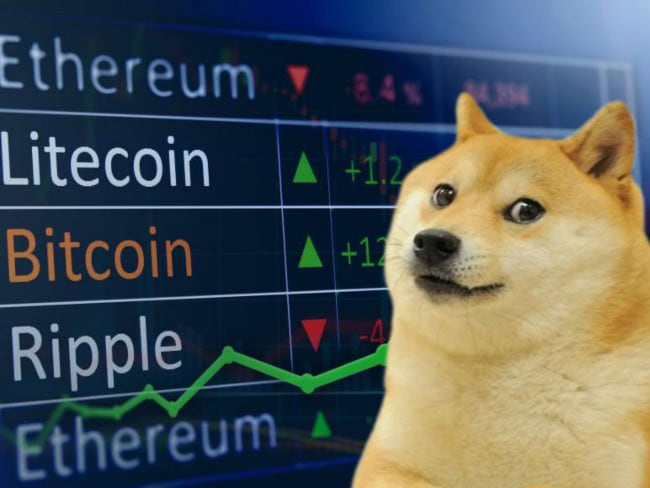 Ethereum ▼ -8.4 %
Litecoin ▲ +1.2
Bitcoin ▲ +12
Ripple ▼ -4
Ethereum ▲